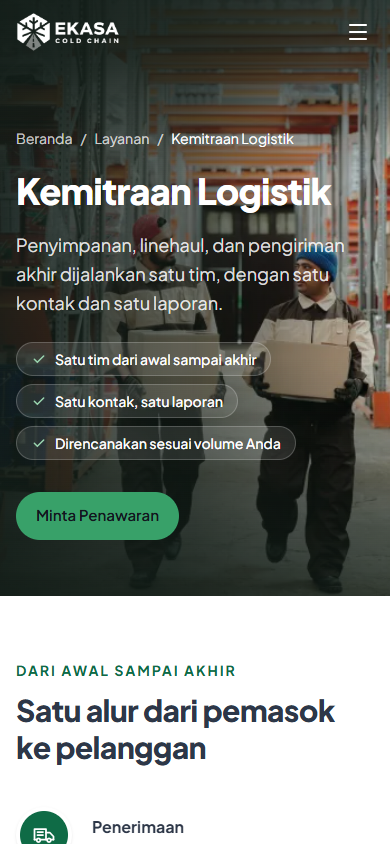 EKASA
COLD CHAIN
Beranda / Layanan / Kemitraan Logistik
Kemitraan Logistik
Penyimpanan, linehaul, dan pengiriman
akhir dijalankan satu tim, dengan satu
kontak dan satu laporan.
Satu tim dari awal sampai akhir
Satu kontak, satu laporan
Direncanakan sesuai volume Anda
Minta Penawaran
DARI AWAL SAMPAI AKHIR
Satu alur dari pemasok
ke pelanggan
Penerimaan